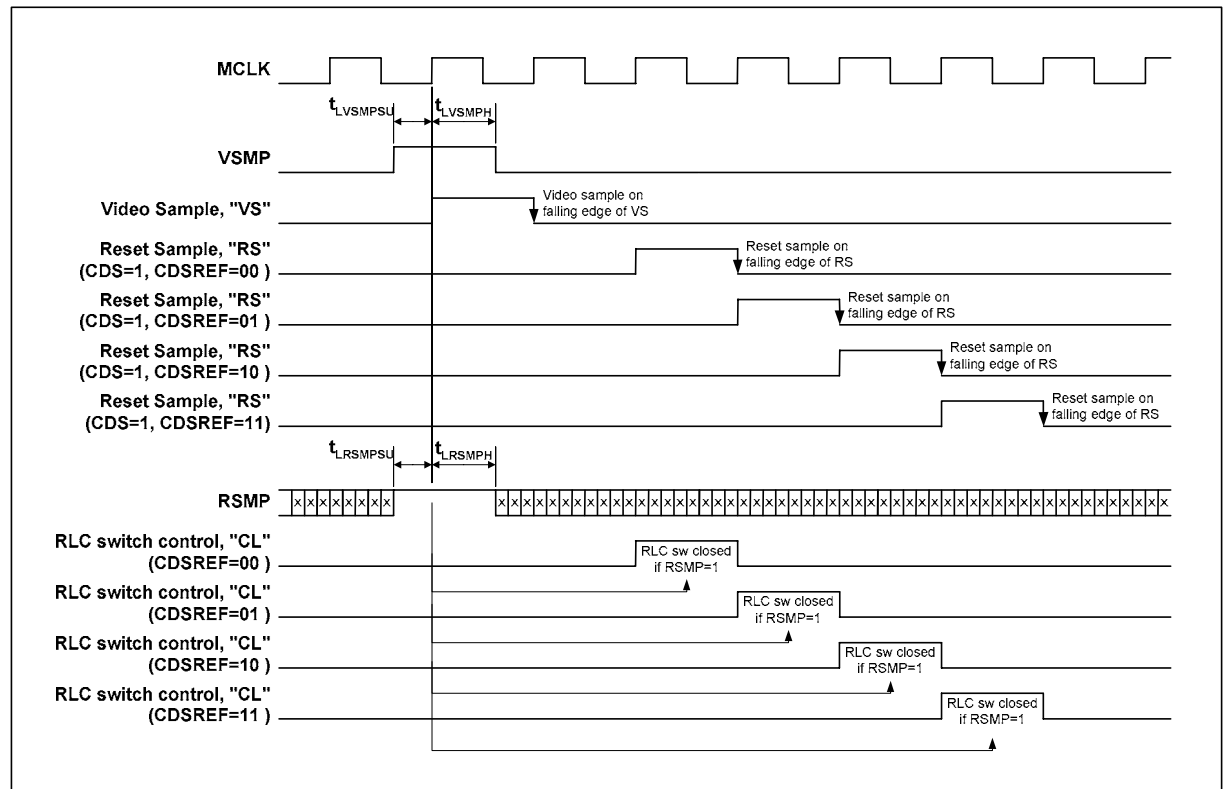 MCLK
tLVSMPSU tLVSMPH
VSMP
Video Sample, "VS"
Video sample on
falling edge of VS
Reset Sample, "RS"
(CDS=1, CDSREF=00 )
Reset sample on
falling edge of RS
Reset Sample, "RS"
(CDS=1, CDSREF=01 )
Reset sample on
falling edge of RS
Reset Sample, "RS"
(CDS=1, CDSREF=10 )
Reset sample on
falling edge of RS
Reset Sample, "RS"
(CDS=1, CDSREF=11)
Reset sample on
falling edge of RS
tLRSMPSU tLRSMPH
RSMP
x x x x x x x x x x x x x x x x x x x x x x x x x x x x x x x x x x x x x x x x x x x x x x x x x x x x x x x x x x x x x
RLC switch control, "CL"
(CDSREF=00 )
RLC sw closed
if RSMP=1
RLC switch control, "CL"
(CDSREF=01 )
RLC sw closed
if RSMP=1
RLC switch control, "CL"
(CDSREF=10 )
RLC sw closed
if RSMP=1
RLC switch control, "CL"
(CDSREF=11 )
RLC sw closed
if RSMP=1